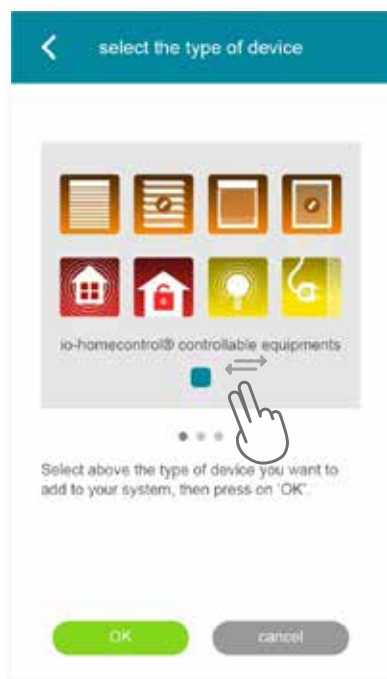 select the type of device
io-homecontrol® controllable equipments
Select above the type of device you want to
add to your system, then press on 'OK'.
OK
cancel